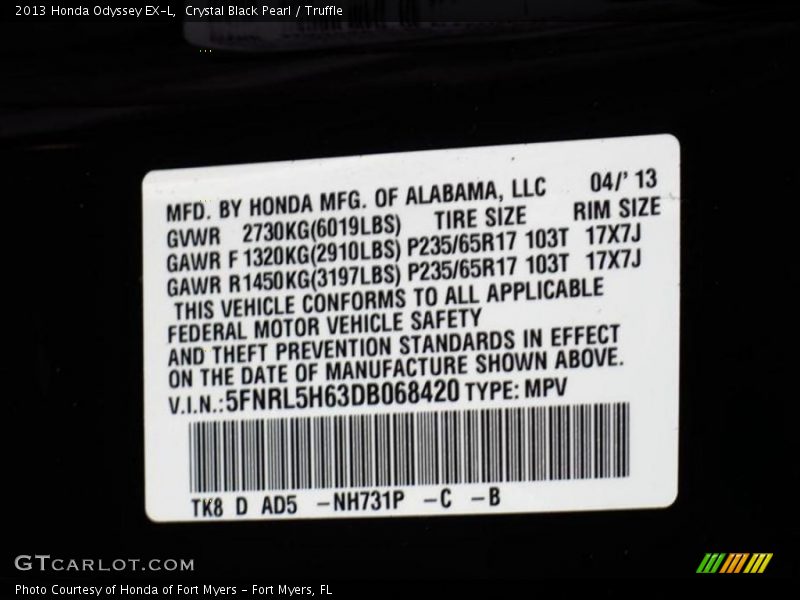 2013 Honda Odyssey EX-L, Crystal Black Pearl / Truffle
MFD. BY HONDA MFG. OF ALABAMA, LLC 04/' 13
GVWR 2730KG(6019LBS) TIRE SIZE RIM SIZE
GAWR F 1320KG(2910LBS) P235/65R17 103T 17X7J
GAWR R1450KG(3197LBS) P235/65R17 103T 17X7J
THIS VEHICLE CONFORMS TO ALL APPLICABLE
FEDERAL MOTOR VEHICLE SAFETY
AND THEFT PREVENTION STANDARDS IN EFFECT
ON THE DATE OF MANUFACTURE SHOWN ABOVE.
V.I.N.:5FNRL5H63DB068420 TYPE: MPV
TK8 D AD5 -NH731P -C -B
GTCARLOT.COM
Photo Courtesy of Honda of Fort Myers - Fort Myers, FL